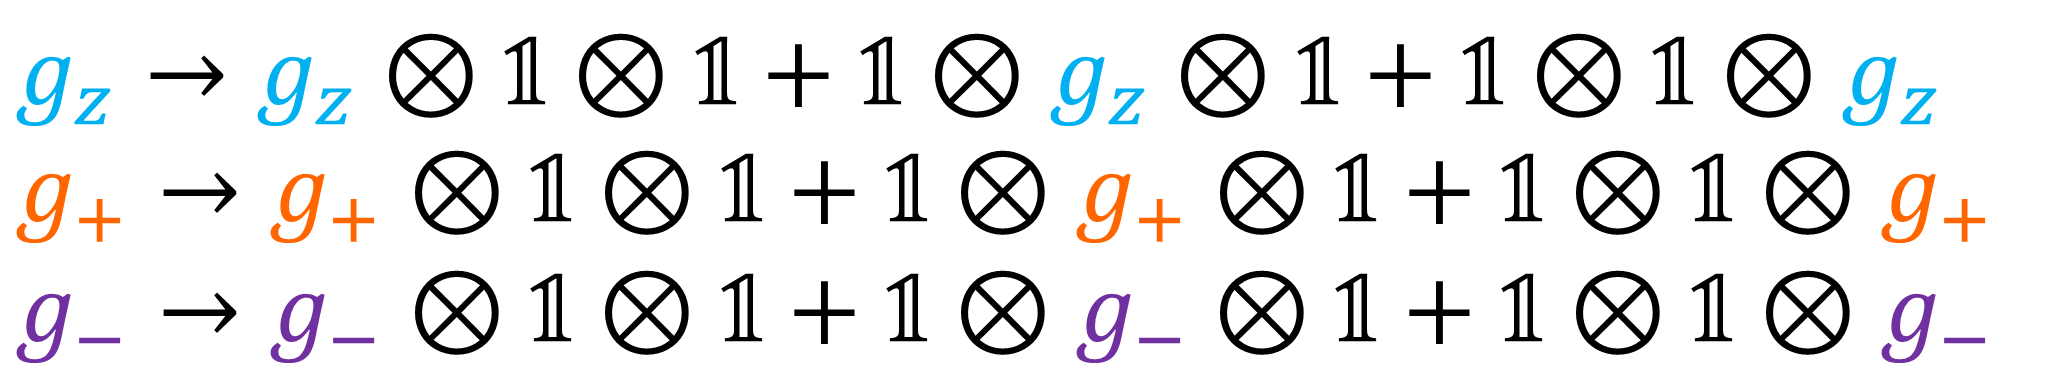 g_z → g_z ⊗ 𝟙 ⊗ 𝟙 + 𝟙 ⊗ g_z ⊗ 𝟙 + 𝟙 ⊗ 𝟙 ⊗ g_z
g_+ → g_+ ⊗ 𝟙 ⊗ 𝟙 + 𝟙 ⊗ g_+ ⊗ 𝟙 + 𝟙 ⊗ 𝟙 ⊗ g_+
g_− → g_− ⊗ 𝟙 ⊗ 𝟙 + 𝟙 ⊗ g_− ⊗ 𝟙 + 𝟙 ⊗ 𝟙 ⊗ g_−